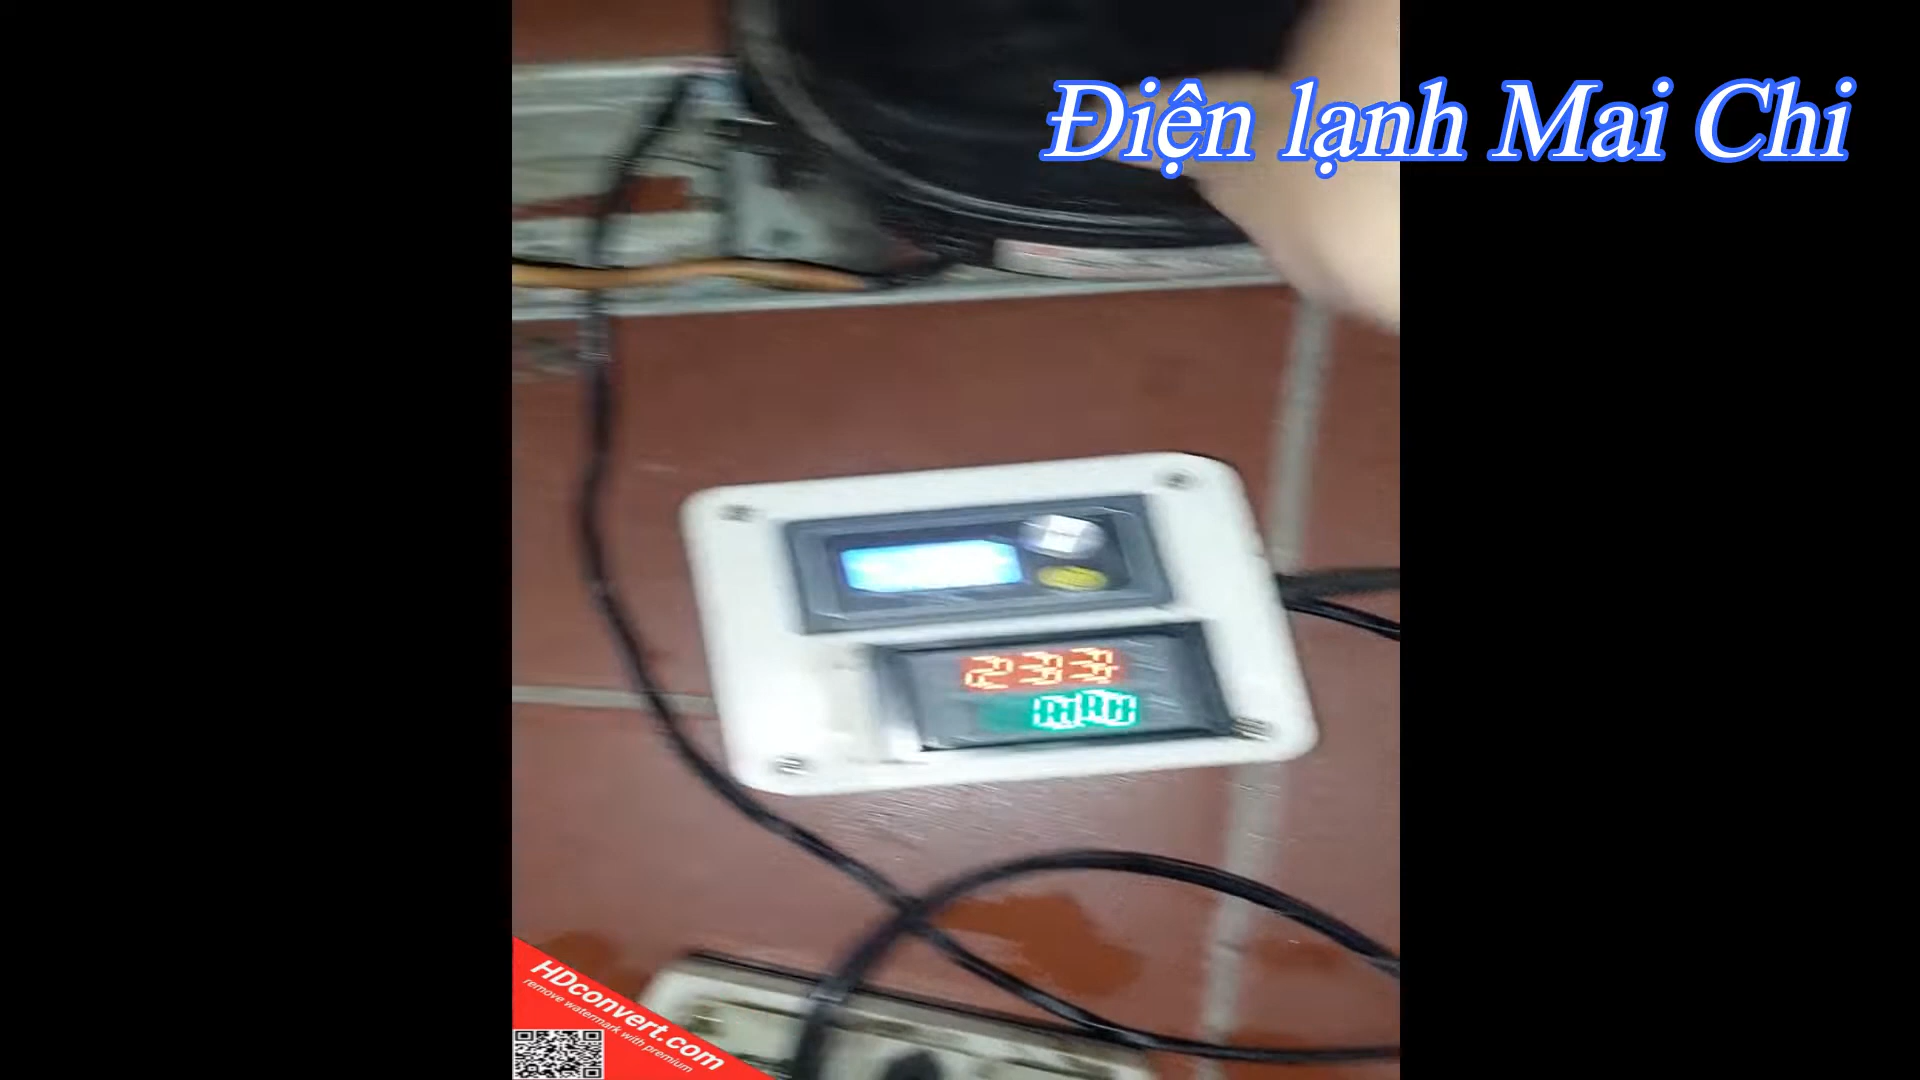 Điện lạnh Mai Chi
233
HDconvert.com
remove watermark with premium